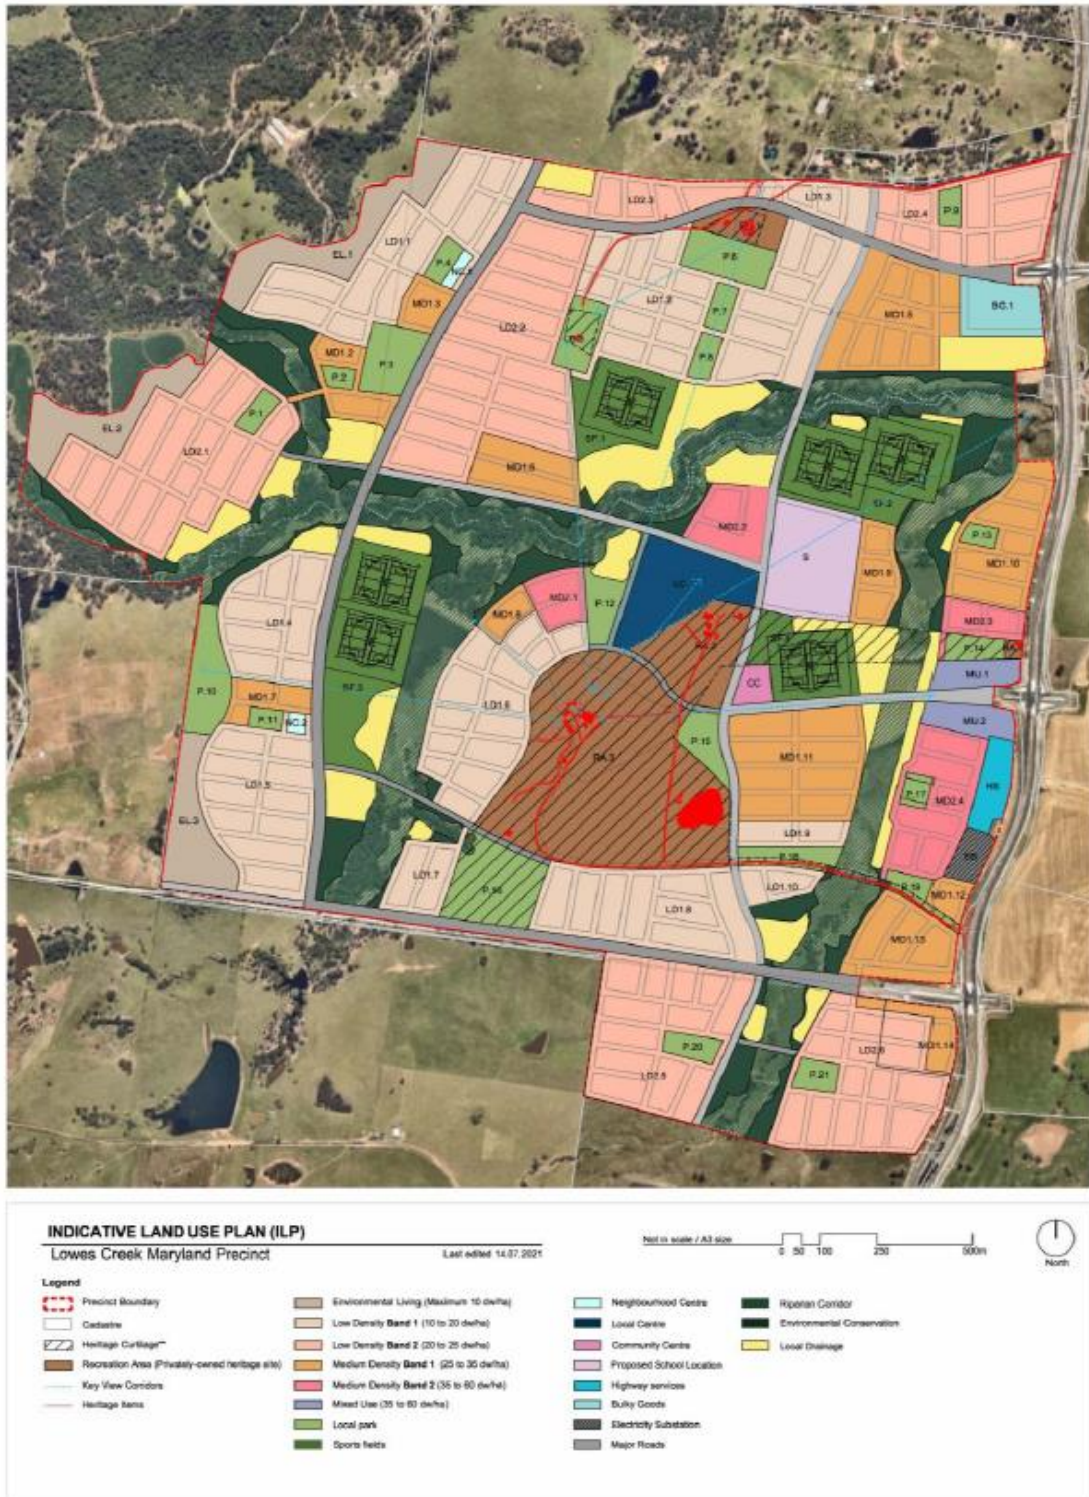 LD2.3
LD1.3
LD2.4
P.9
EL.1
LD1.1
P.4
MD1.3
P.6
LD1.2
P.7
BG.1
MD1.5
LD2.2
P.8
MD1.2
P.3
P.2
P.1
EL.2
LD2.1
SF.1
MD1.6
SF.2
MD2.2
P.13
S
MD1.9
MD1.10
LD1.4
MD1.8
MD2.1
P.12
MD2.3
P.14
P.10
MD1.7
SF.3
CC
MU.1
P.11
NC.2
LD1.6
MU.2
P.15
RA.3
MD1.11
LD1.5
P.17
MD2.4
HS
EL.3
LD1.9
LD1.7
P.16
LD1.10
P.19
MD1.12
LD1.8
MD1.13
P.20
LD2.5
LD2.6
MD1.14
P.21
INDICATIVE LAND USE PLAN (ILP)
Lowes Creek Maryland Precinct
Last edited 14.07.2021
Not in scale / A3 size
0 50 100 250 500m
North
Legend
Precinct Boundary
Cadastre
Heritage Curtilage**
Recreation Area (Privately-owned heritage site)
Key View Corridors
Heritage Items
Environmental Living (Maximum 10 dw/ha)
Low Density Band 1 (10 to 20 dw/ha)
Low Density Band 2 (20 to 25 dw/ha)
Medium Density Band 1 (25 to 35 dw/ha)
Medium Density Band 2 (35 to 60 dw/ha)
Mixed Use (35 to 60 dw/ha)
Local park
Sports fields
Neighbourhood Centre
Local Centre
Community Centre
Proposed School Location
Highway services
Bulky Goods
Electricity Substation
Major Roads
Riparian Corridor
Environmental Conservation
Local Drainage